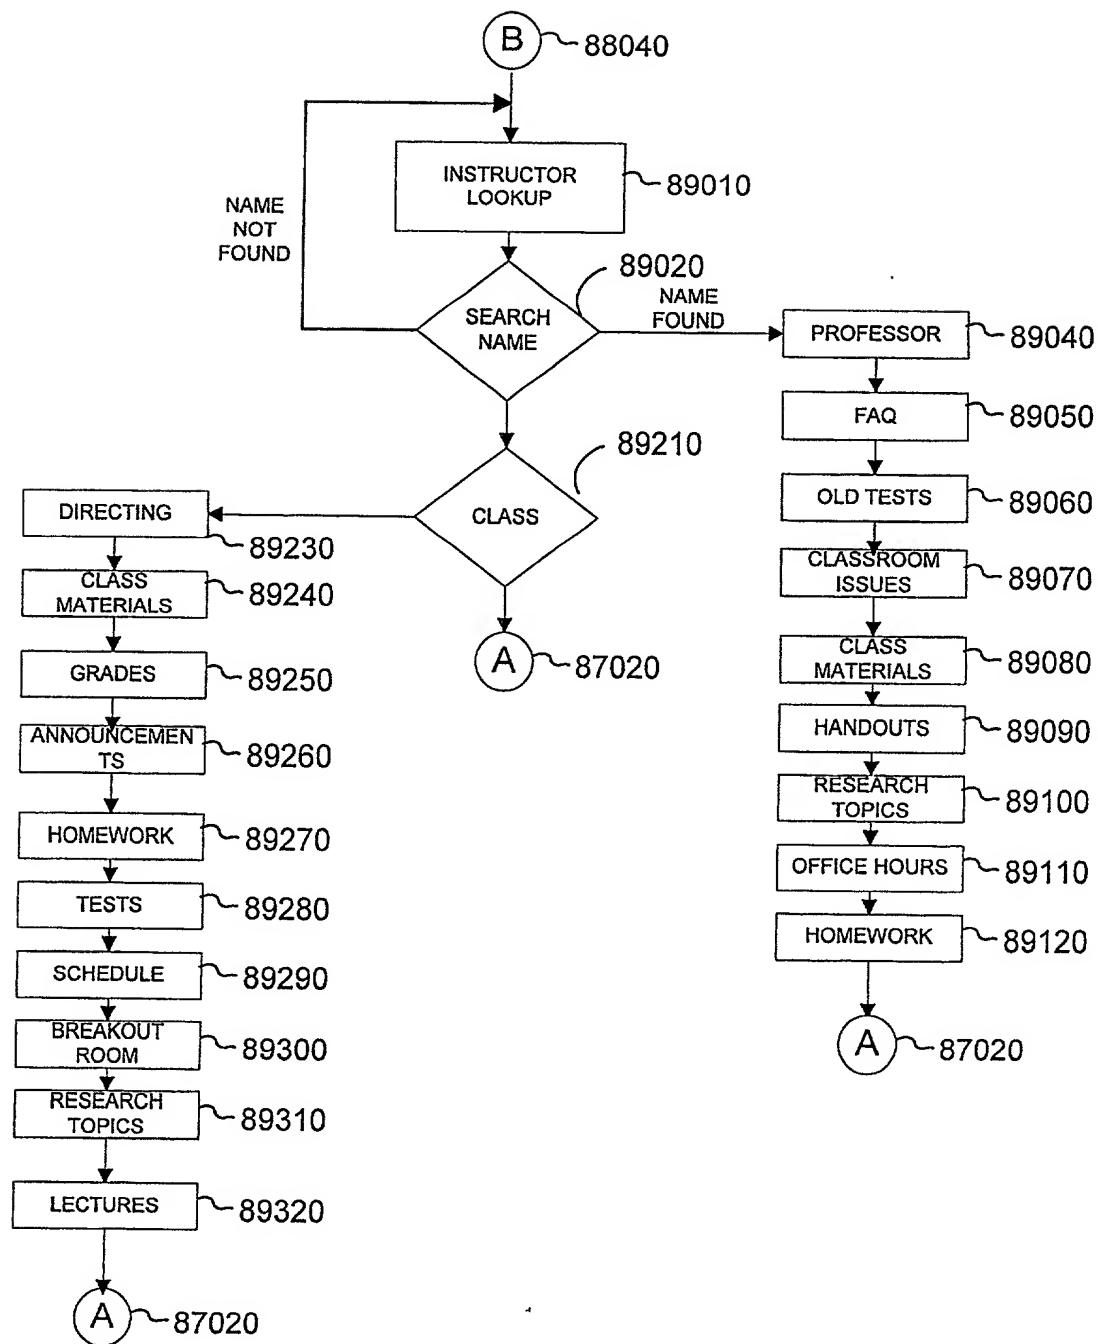 B
88040
INSTRUCTOR
LOOKUP
89010
NAME
NOT
FOUND
89020
SEARCH
NAME
NAME
FOUND
PROFESSOR
89040
FAQ
89050
89210
CLASS
OLD TESTS
89060
DIRECTING
89230
CLASSROOM
ISSUES
89070
CLASS
MATERIALS
89240
A
87020
CLASS
MATERIALS
89080
GRADES
89250
HANDOUTS
89090
ANNOUNCEMEN
TS
89260
RESEARCH
TOPICS
89100
HOMEWORK
89270
OFFICE HOURS
89110
TESTS
89280
HOMEWORK
89120
SCHEDULE
89290
BREAKOUT
ROOM
89300
A
87020
RESEARCH
TOPICS
89310
LECTURES
89320
A
87020